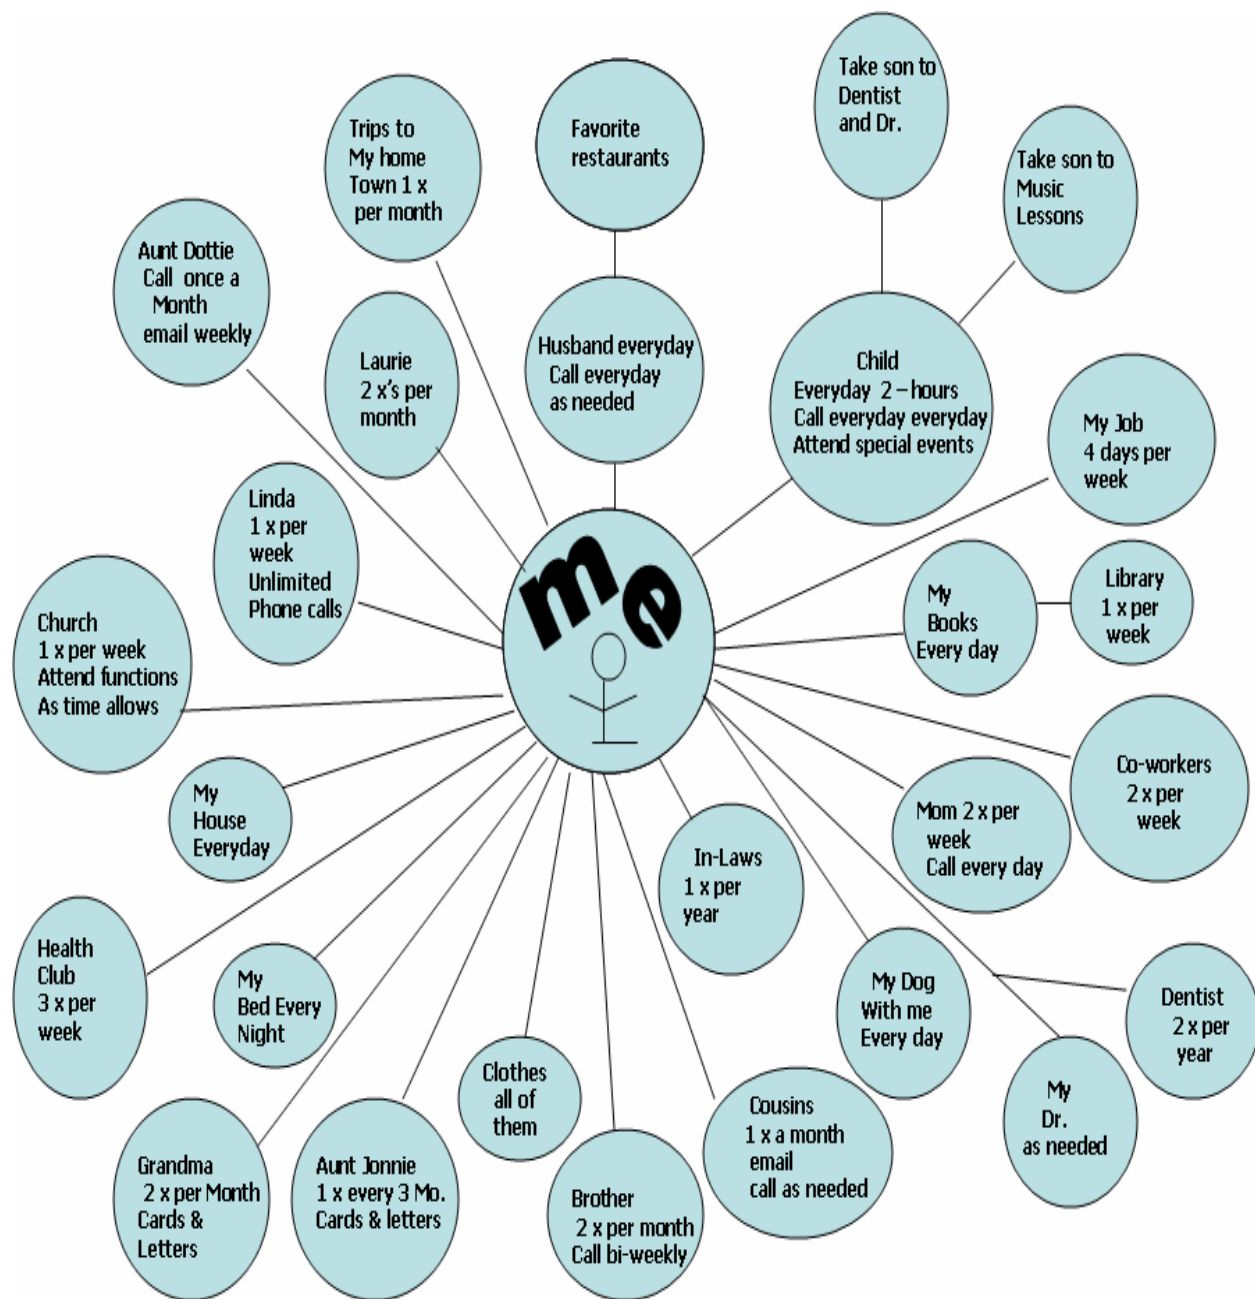 Take son to
Dentist
and Dr.
Favorite
restaurants
Trips to
My home
Town 1 x
per month
Take son to
Music
Lessons
Aunt Dottie
Call once a
Month
email weekly
Laurie
2 x's per
month
Husband everyday
Call everyday
as needed
Child
Everyday 2 – hours
Call everyday everyday
Attend special events
My Job
4 days per
week
Linda
1 x per
week
Unlimited
Phone calls
me
My
Books
Every day
Library
1 x per
week
Church
1 x per week
Attend functions
As time allows
My
House
Everyday
In-Laws
1 x per
year
Mom 2 x per
week
Call every day
Co-workers
2 x per
week
Health
Club
3 x per
week
My
Bed Every
Night
My Dog
With me
Every day
Dentist
2 x per
year
Clothes
all of
them
Cousins
1 x a month
email
call as needed
My
Dr.
as needed
Grandma
2 x per Month
Cards &
Letters
Aunt Jonnie
1 x every 3 Mo.
Cards & letters
Brother
2 x per month
Call bi-weekly